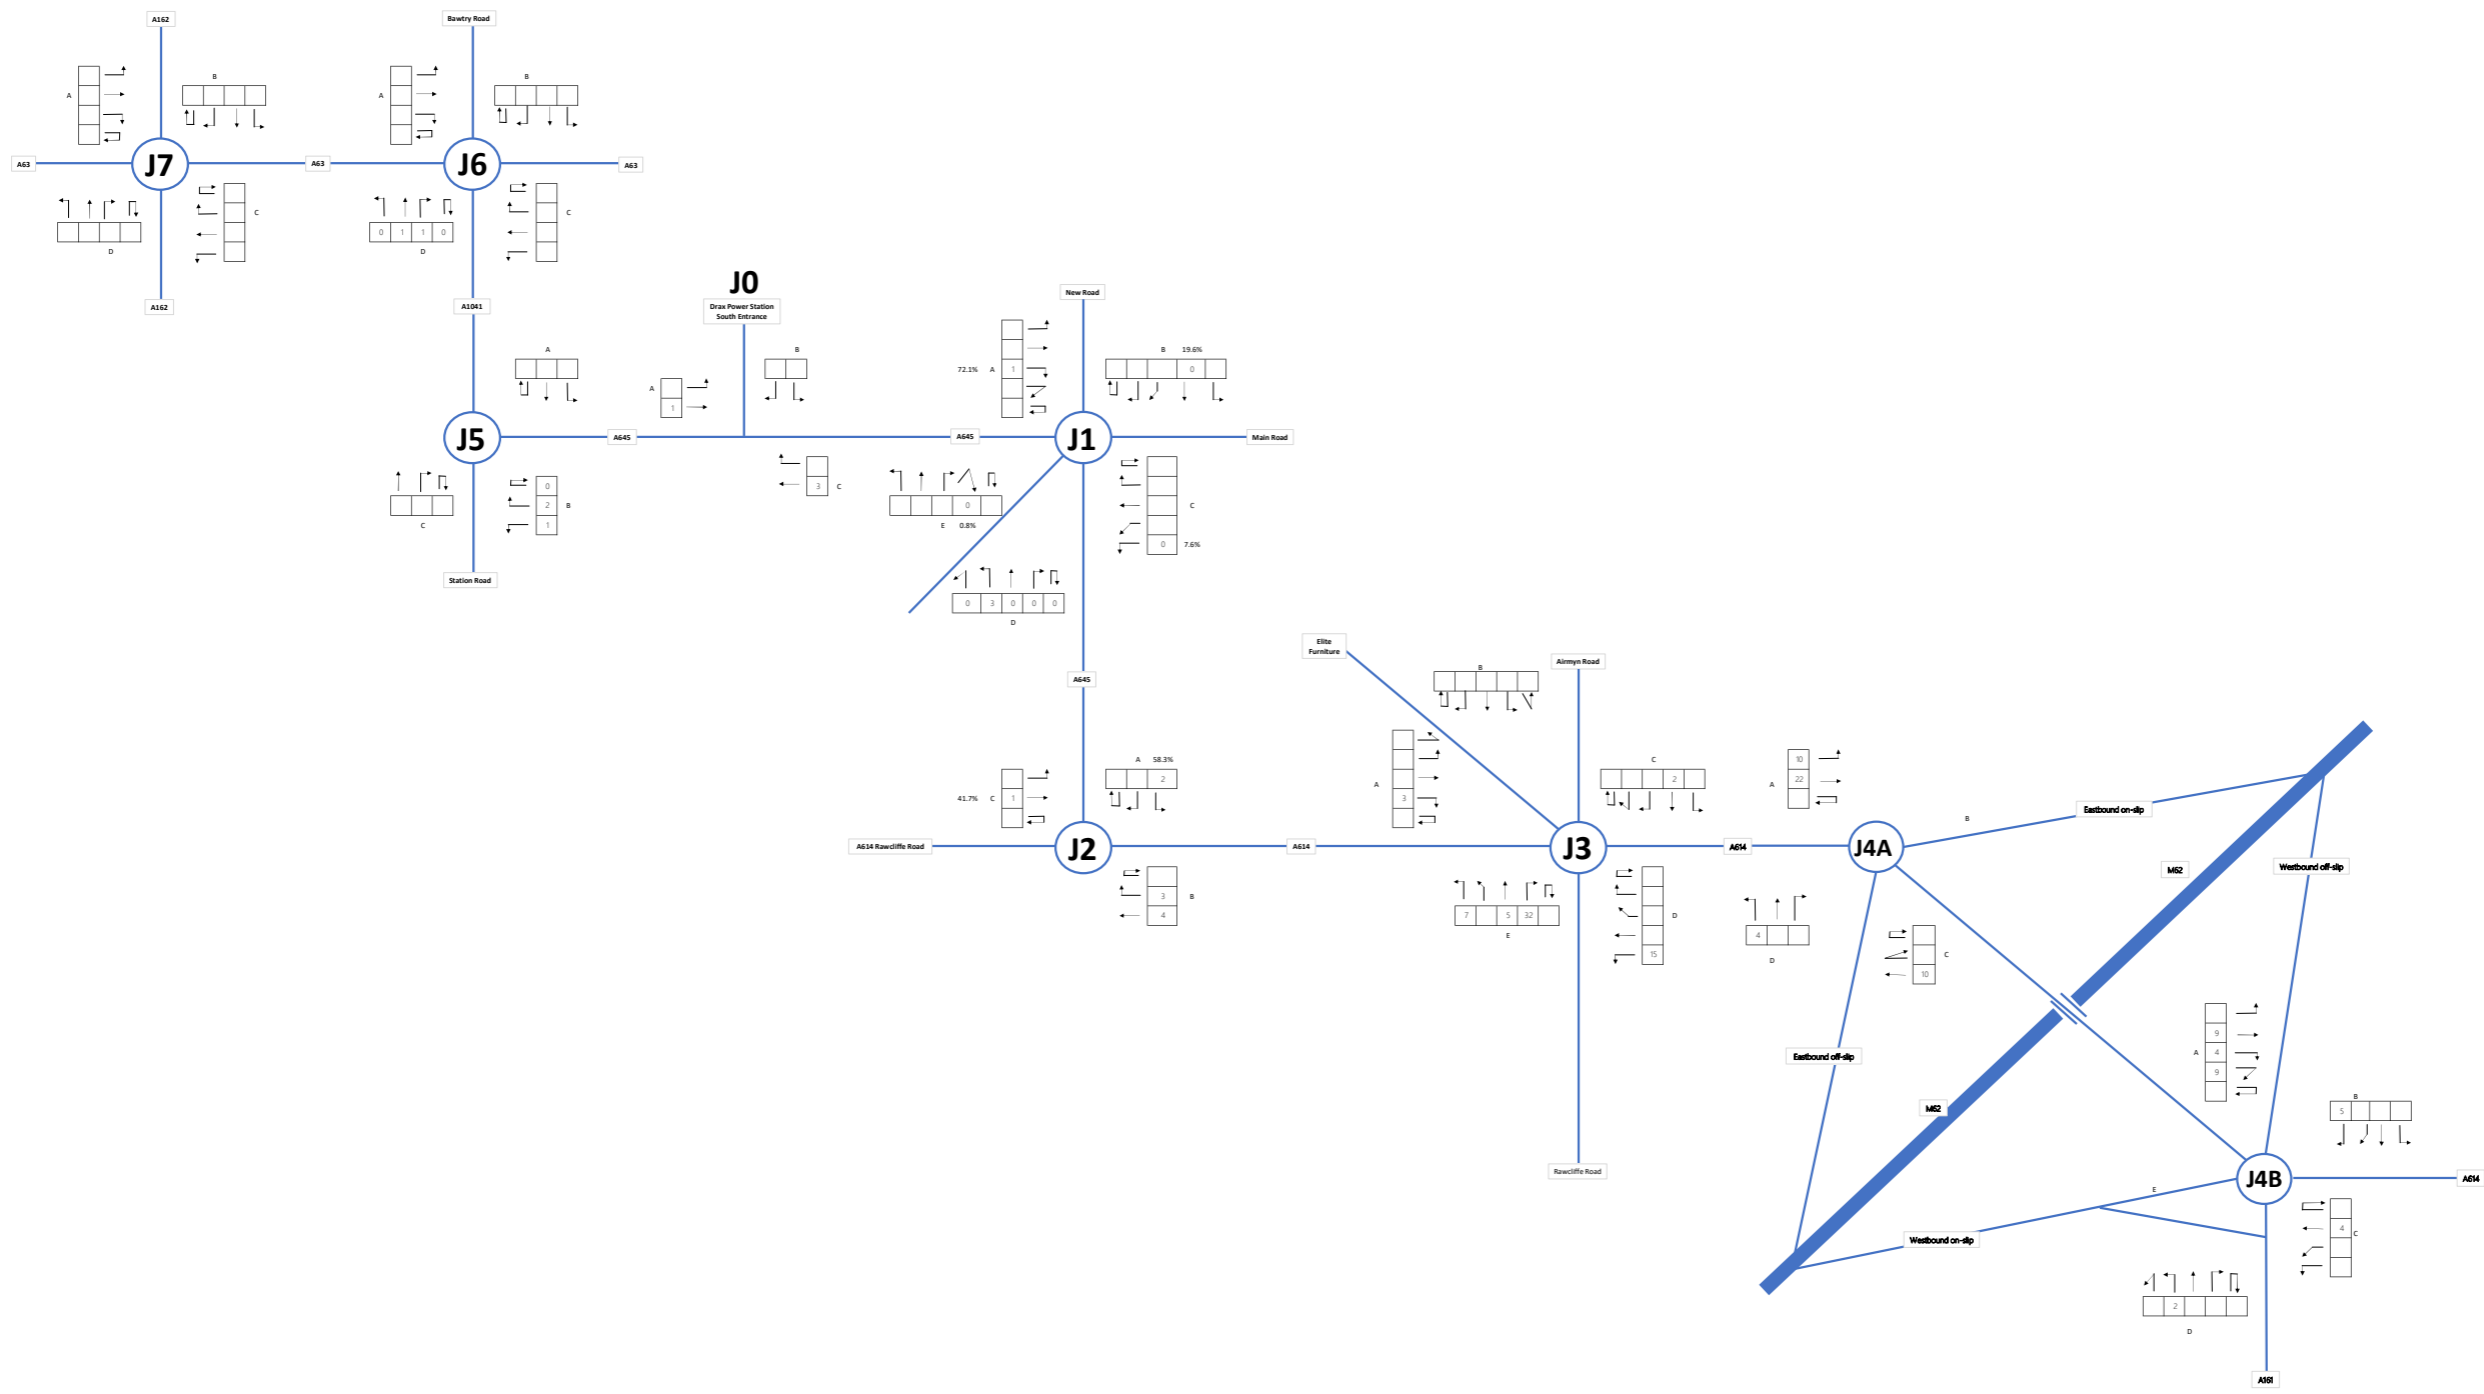 A162
Bawtry Road
B
B
A
A
J7
J6
A63
A63
A63
C
C
0 1 1 0
D
D
J0
A162
A1041
Drax Power Station
South Entrance
New Road
A
B
B 19.6%
72.1% A 1
0
A
1
J5
A645
A645
J1
Main Road
3 C
0
2 B
1
C
0
E 0.8%
C
0 7.6%
Station Road
0 3 0 0 0
D
Elite
Furniture
Airmyn Road
B
A645
A 58.3%
2
41.7% C 1
A
3
C
2
10
A 22
A614 Rawcliffe Road
J2
A614
J3
A614
J4A
B
Eastbound on-slip
M62
Westbound off-slip
3 B
4
7 5 32
E
D
15
4
D
C
10
9
A 4
9
Eastbound off-slip
M62
B
5
Rawcliffe Road
J4B
A614
E
Westbound on-slip
4 C
2
D
A161